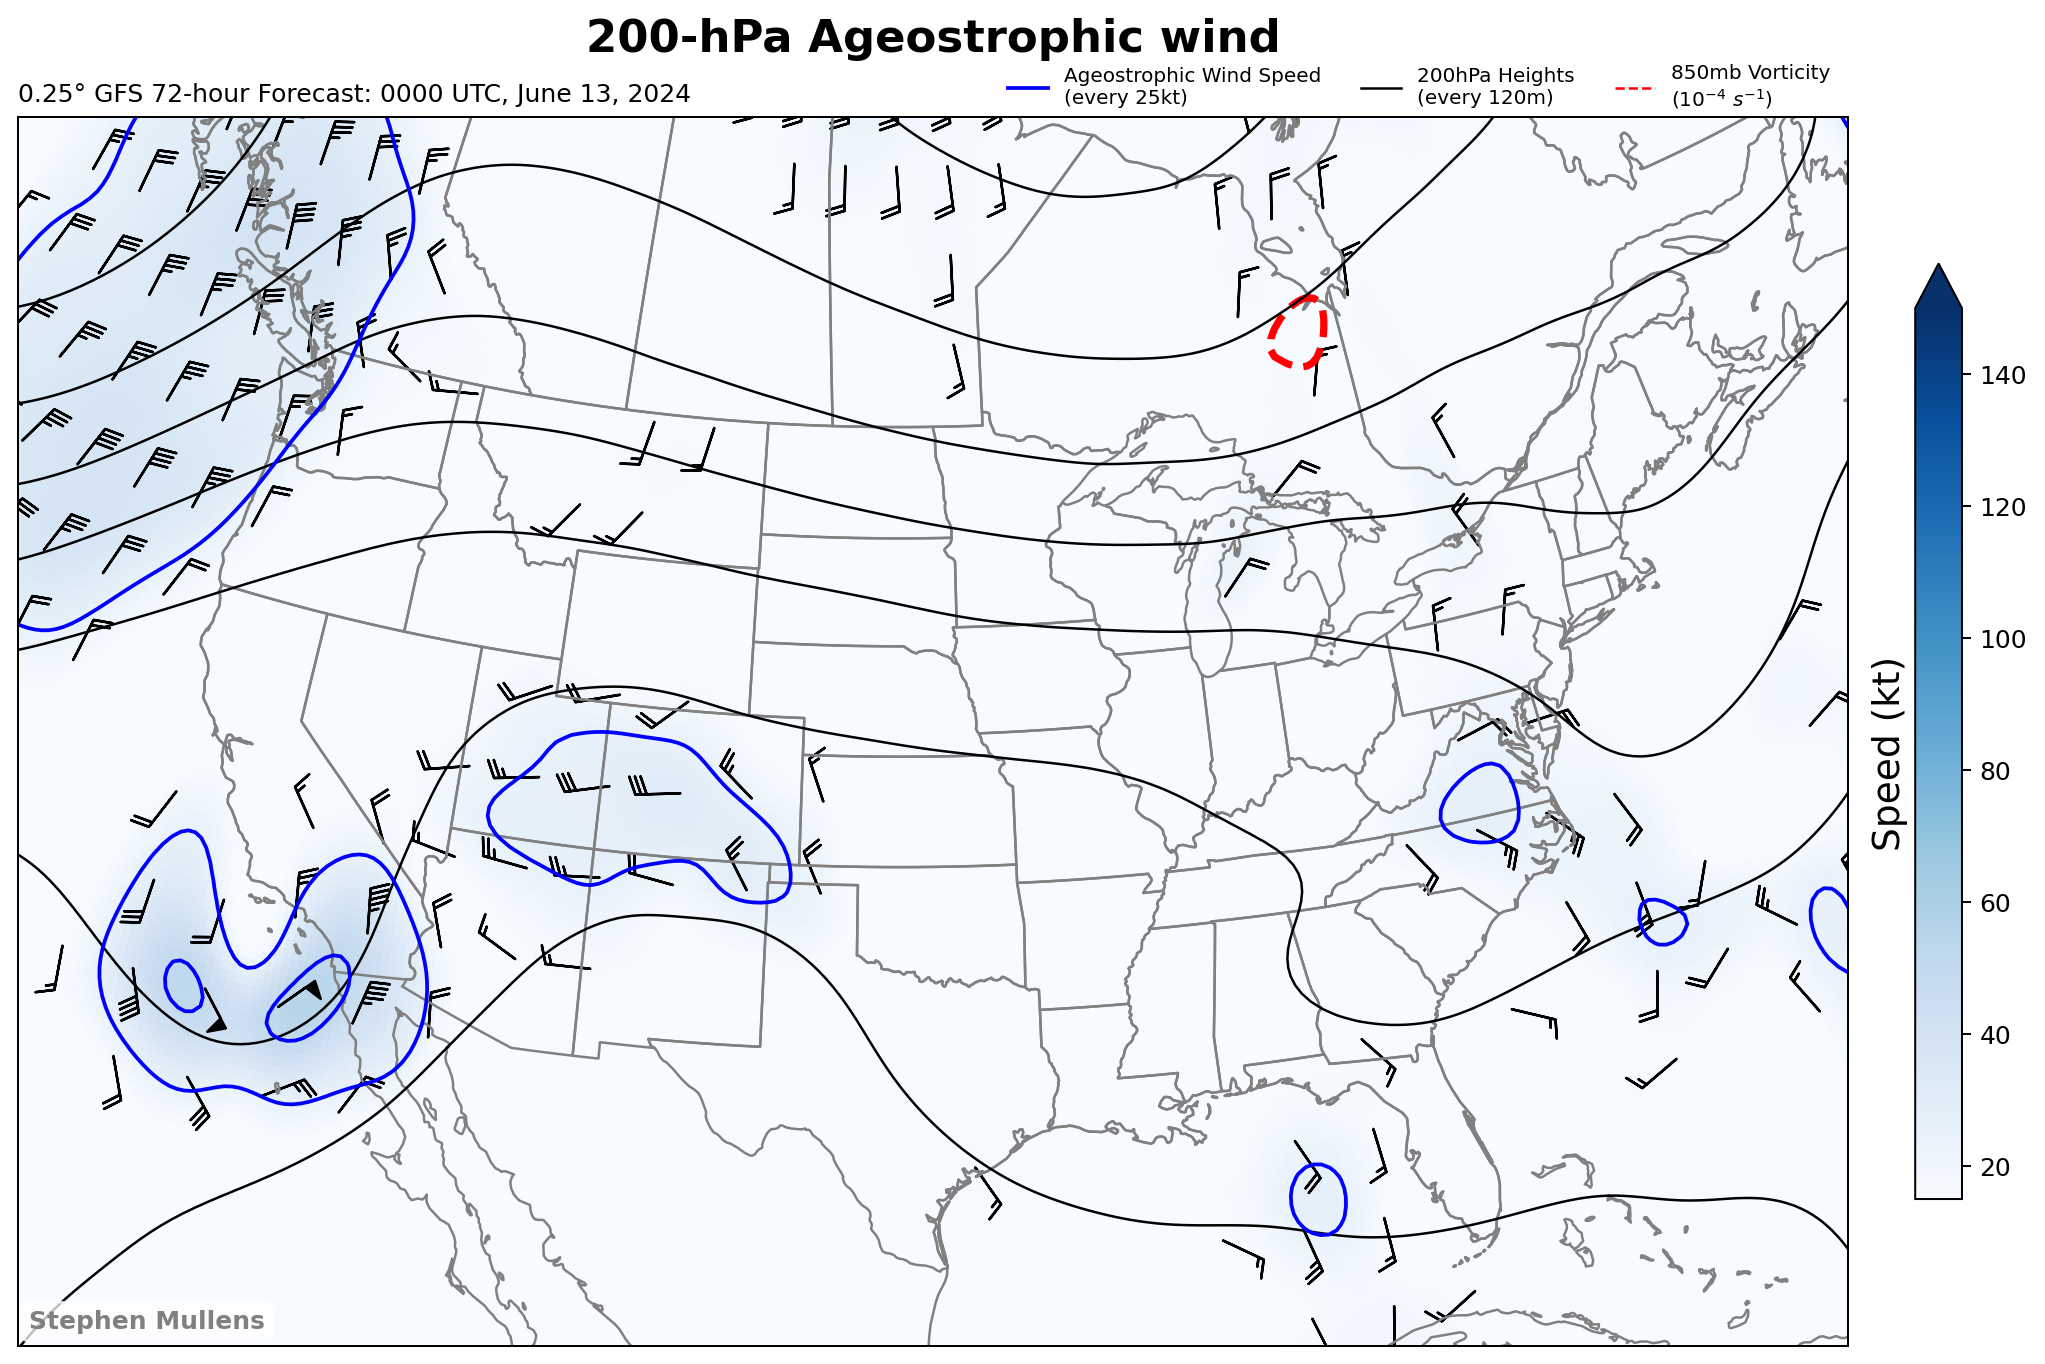 200-hPa Ageostrophic wind
0.25° GFS 72-hour Forecast: 0000 UTC, June 13, 2024
Ageostrophic Wind Speed
(every 25kt)
200hPa Heights
(every 120m)
850mb Vorticity
(10⁻⁴ s⁻¹)
140
120
100
80
60
40
20
Speed (kt)
Stephen Mullens